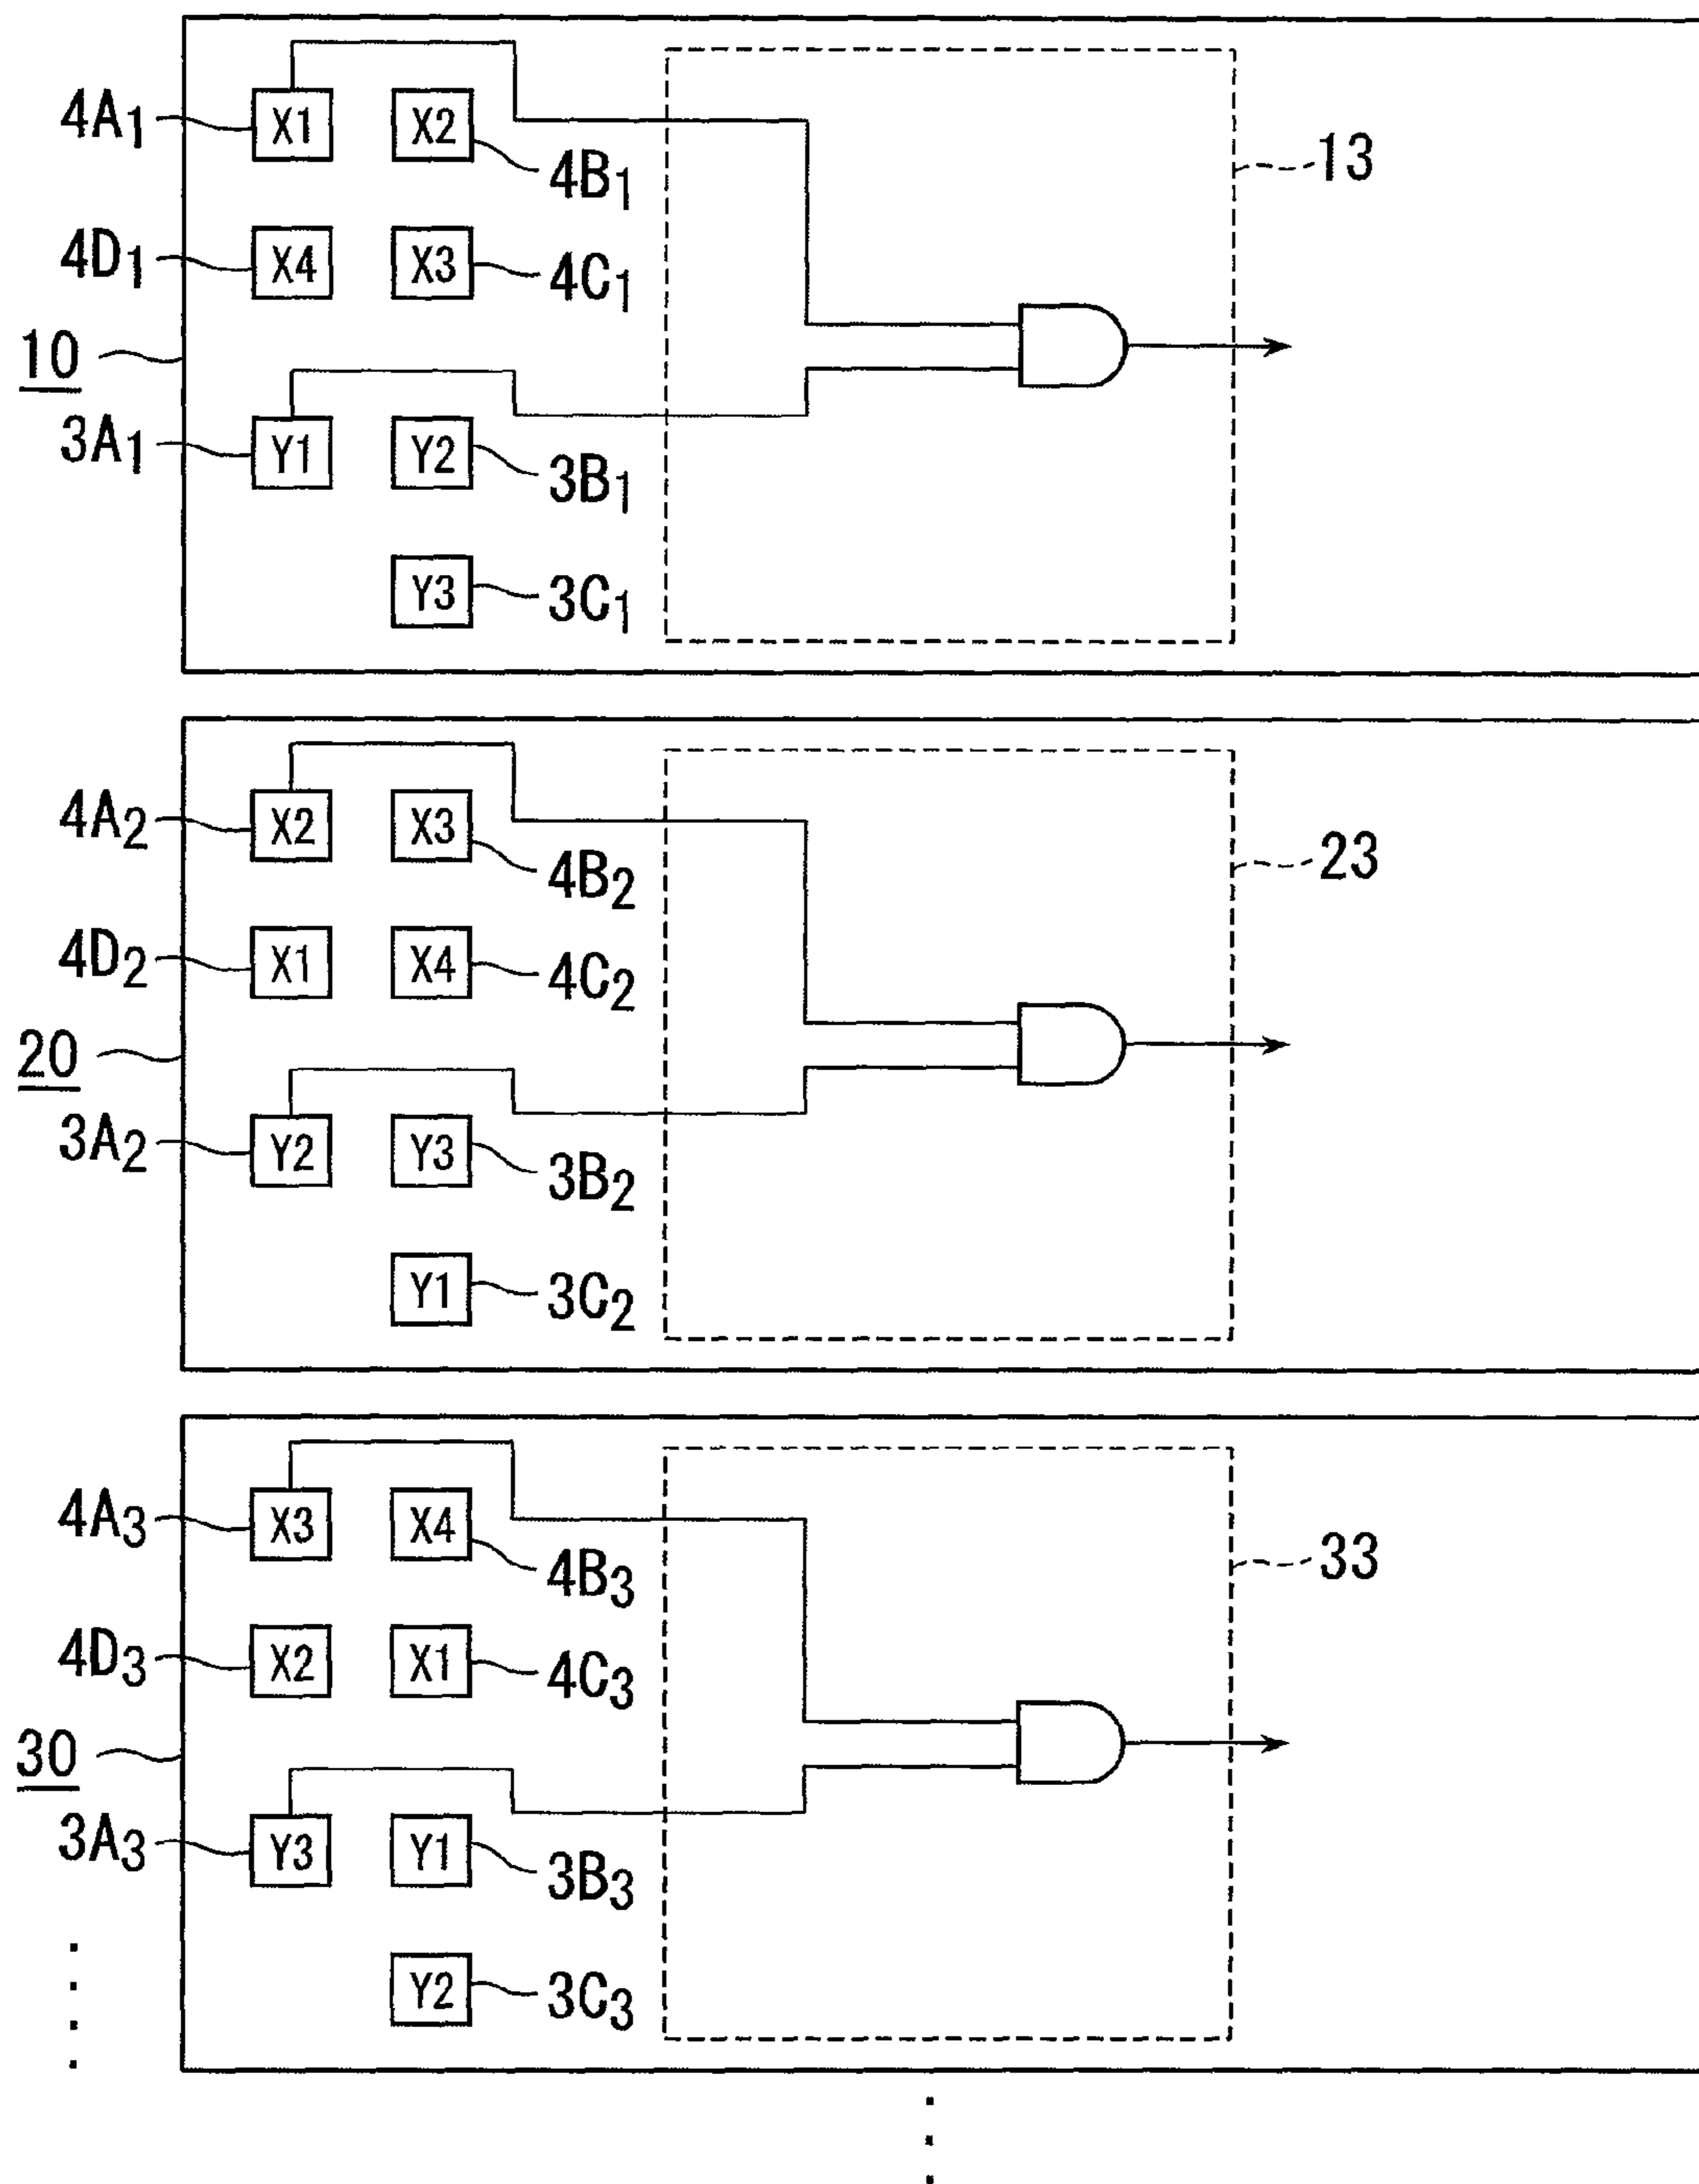 4A1 X1 X2
4B1
13
4D1 X4 X3 4C1
10
3A1 Y1 Y2
3B1
Y3 3C1
4A2 X2 X3
4B2
23
4D2 X1 X4 4C2
20
3A2 Y2 Y3
3B2
Y1 3C2
4A3 X3 X4
4B3
33
4D3 X2 X1 4C3
30
3A3 Y3 Y1
3B3
Y2 3C3